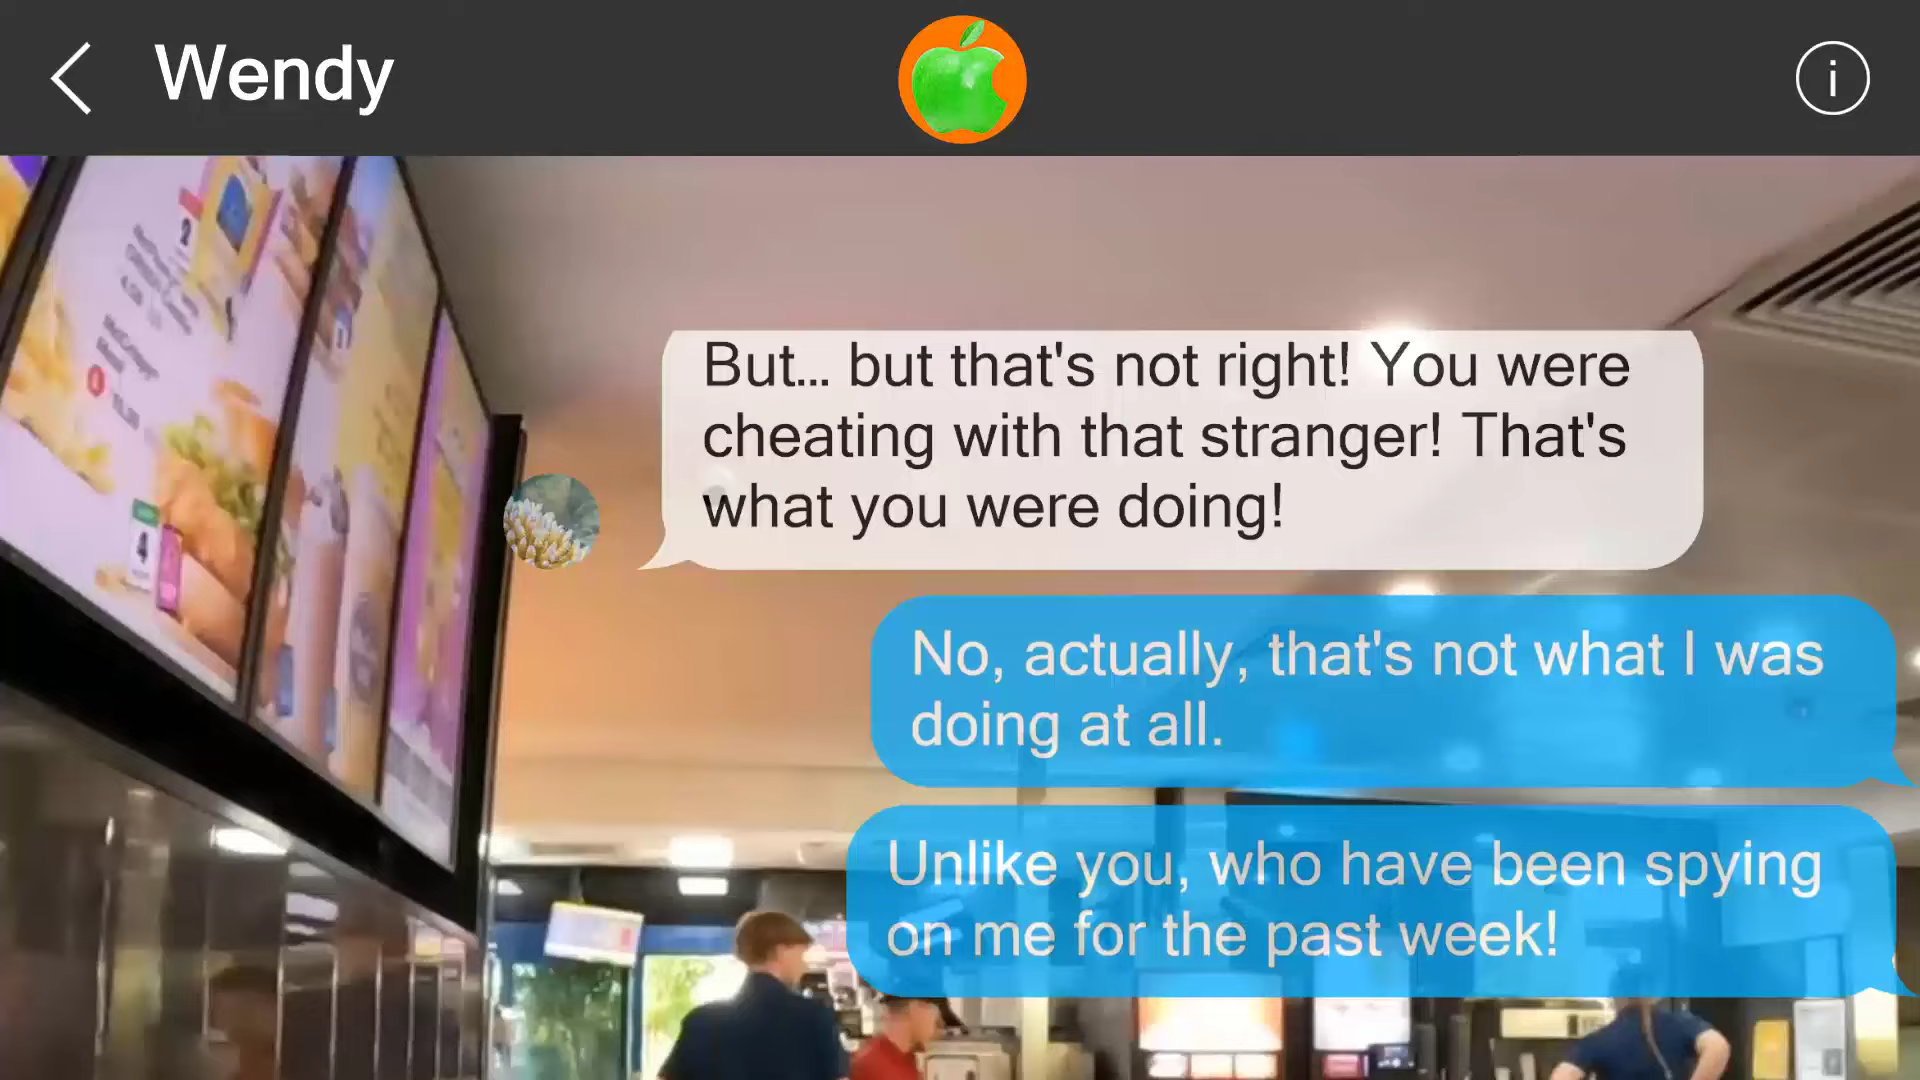 Wendy
i
But... but that's not right! You were
cheating with that stranger! That's
what you were doing!
No, actually, that's not what I was
doing at all.
Unlike you, who have been spying
on me for the past week!
2
4